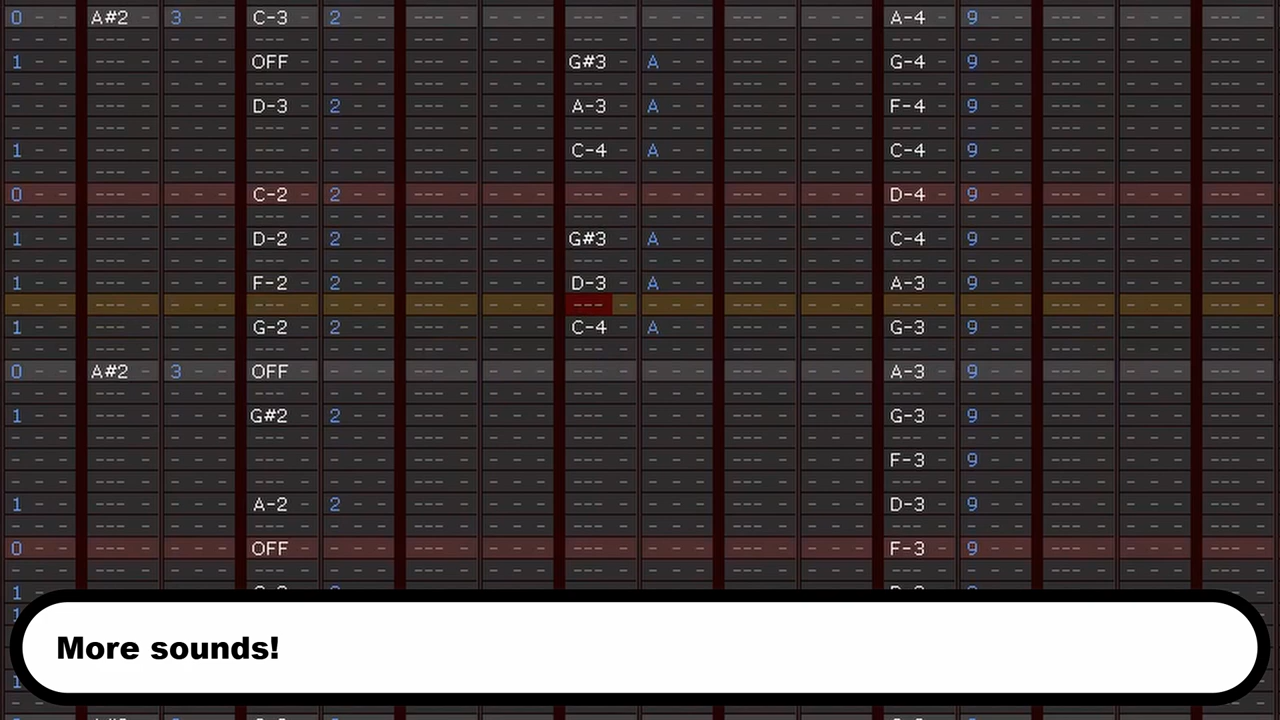 0 - - --- - - - - C-3 - 2 - - --- - - - - --- - - - - --- - - - - A-4 - 9 - - --- - - - - --- -
1 - - --- - - - - OFF - - - - --- - - - - G#3 - A - - --- - - - - G-4 - 9 - - --- - - - - --- -
- - - --- - - - - D-3 - 2 - - --- - - - - A-3 - A - - --- - - - - F-4 - 9 - - --- - - - - --- -
1 - - --- - - - - --- - - - - --- - - - - C-4 - A - - --- - - - - C-4 - 9 - - --- - - - - --- -
0 - - --- - - - - C-2 - 2 - - --- - - - - --- - - - - --- - - - - D-4 - 9 - - --- - - - - --- -
1 - - --- - - - - D-2 - 2 - - --- - - - - G#3 - A - - --- - - - - C-4 - 9 - - --- - - - - --- -
1 - - --- - - - - F-2 - 2 - - --- - - - - D-3 - A - - --- - - - - A-3 - 9 - - --- - - - - --- -
1 - - --- - - - - G-2 - 2 - - --- - - - - C-4 - A - - --- - - - - G-3 - 9 - - --- - - - - --- -
0 - - A#2 - 3 - - OFF - - - - --- - - - - --- - - - - --- - - - - A-3 - 9 - - --- - - - - --- -
1 - - --- - - - - G#2 - 2 - - --- - - - - --- - - - - --- - - - - G-3 - 9 - - --- - - - - --- -
- - - --- - - - - --- - - - - --- - - - - --- - - - - --- - - - - F-3 - 9 - - --- - - - - --- -
1 - - --- - - - - A-2 - 2 - - --- - - - - --- - - - - --- - - - - D-3 - 9 - - --- - - - - --- -
0 - - --- - - - - OFF - - - - --- - - - - --- - - - - --- - - - - F-3 - 9 - - --- - - - - --- -
More sounds!